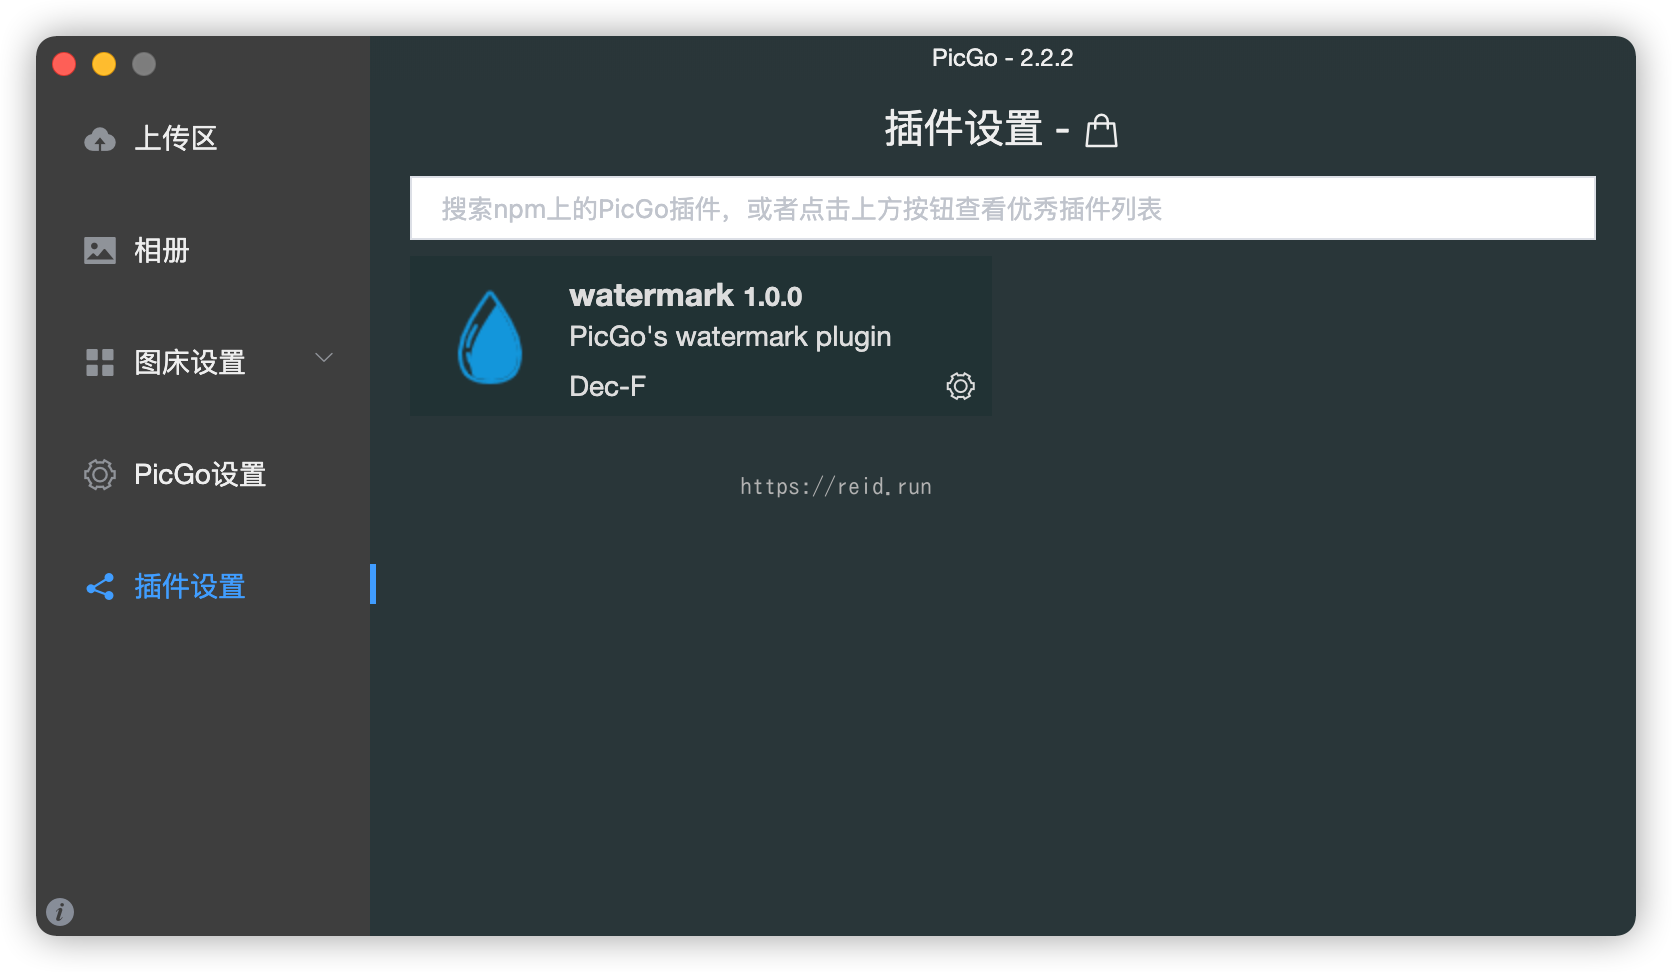 PicGo - 2.2.2
上传区
相册
图床设置
PicGo设置
插件设置
插件设置 -
搜索npm上的PicGo插件，或者点击上方按钮查看优秀插件列表
watermark 1.0.0
PicGo's watermark plugin
Dec-F
https://reid.run